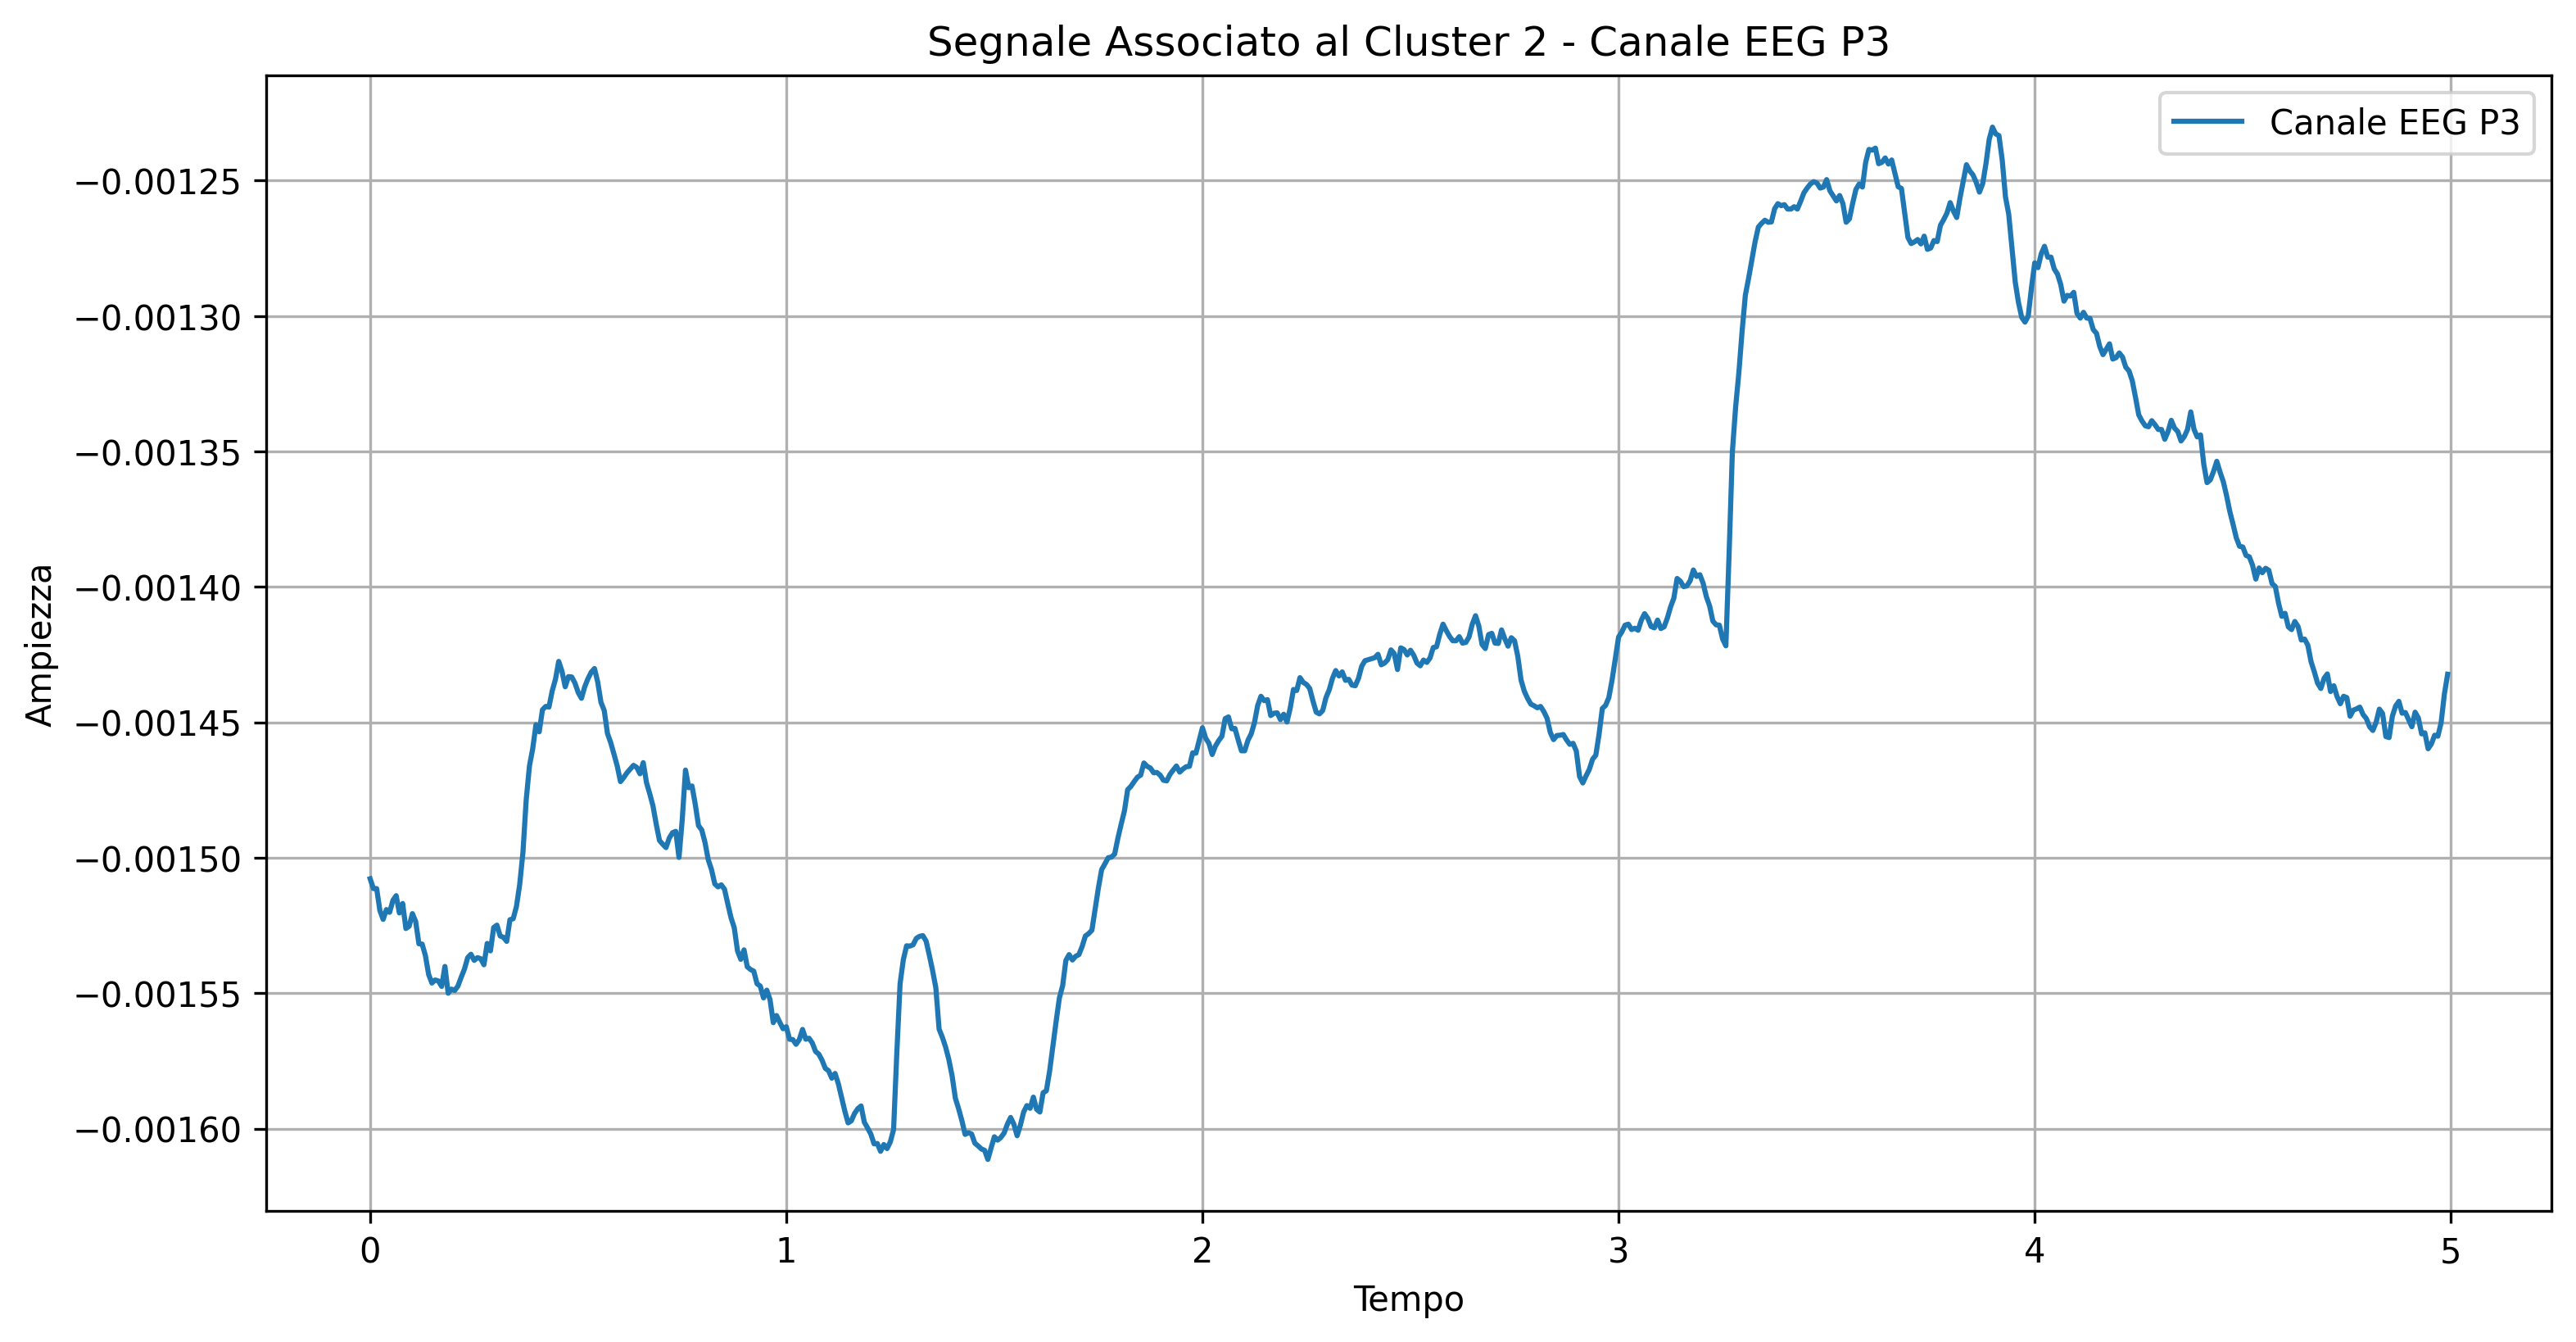 Segnale Associato al Cluster 2 - Canale EEG P3
Canale EEG P3
Ampiezza
−0.00125
−0.00130
−0.00135
−0.00140
−0.00145
−0.00150
−0.00155
−0.00160
0 1 2 3 4 5
Tempo